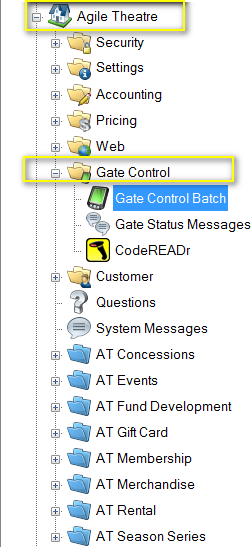 Agile Theatre
Security
Settings
Accounting
Pricing
Web
Gate Control
Gate Control Batch
Gate Status Messages
CodeREADr
Customer
Questions
System Messages
AT Concessions
AT Events
AT Fund Development
AT Gift Card
AT Membership
AT Merchandise
AT Rental
AT Season Series